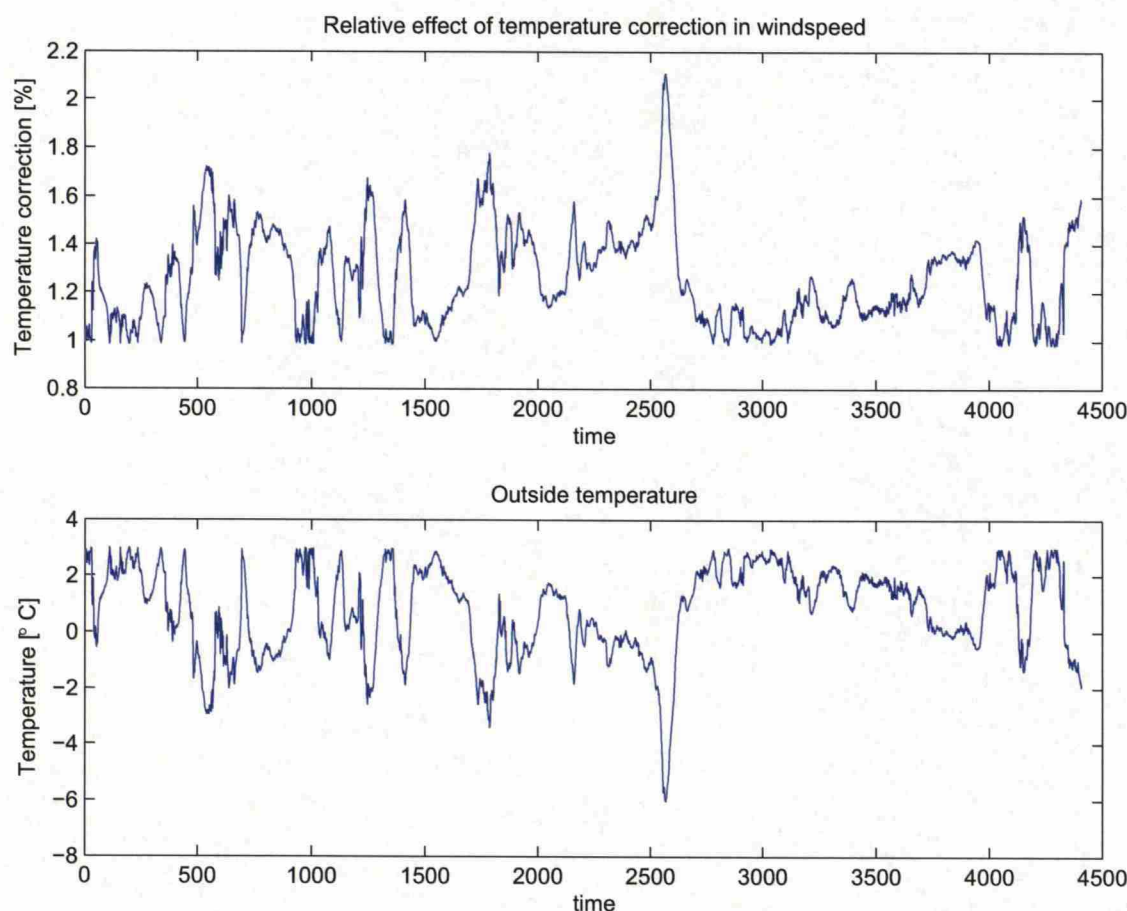 Relative effect of temperature correction in windspeed
Temperature correction [%]
2.2
2
1.8
1.6
1.4
1.2
1
0.8
0 500 1000 1500 2000 2500 3000 3500 4000 4500
time
Outside temperature
Temperature [º C]
4
2
0
−2
−4
−6
−8
0 500 1000 1500 2000 2500 3000 3500 4000 4500
time